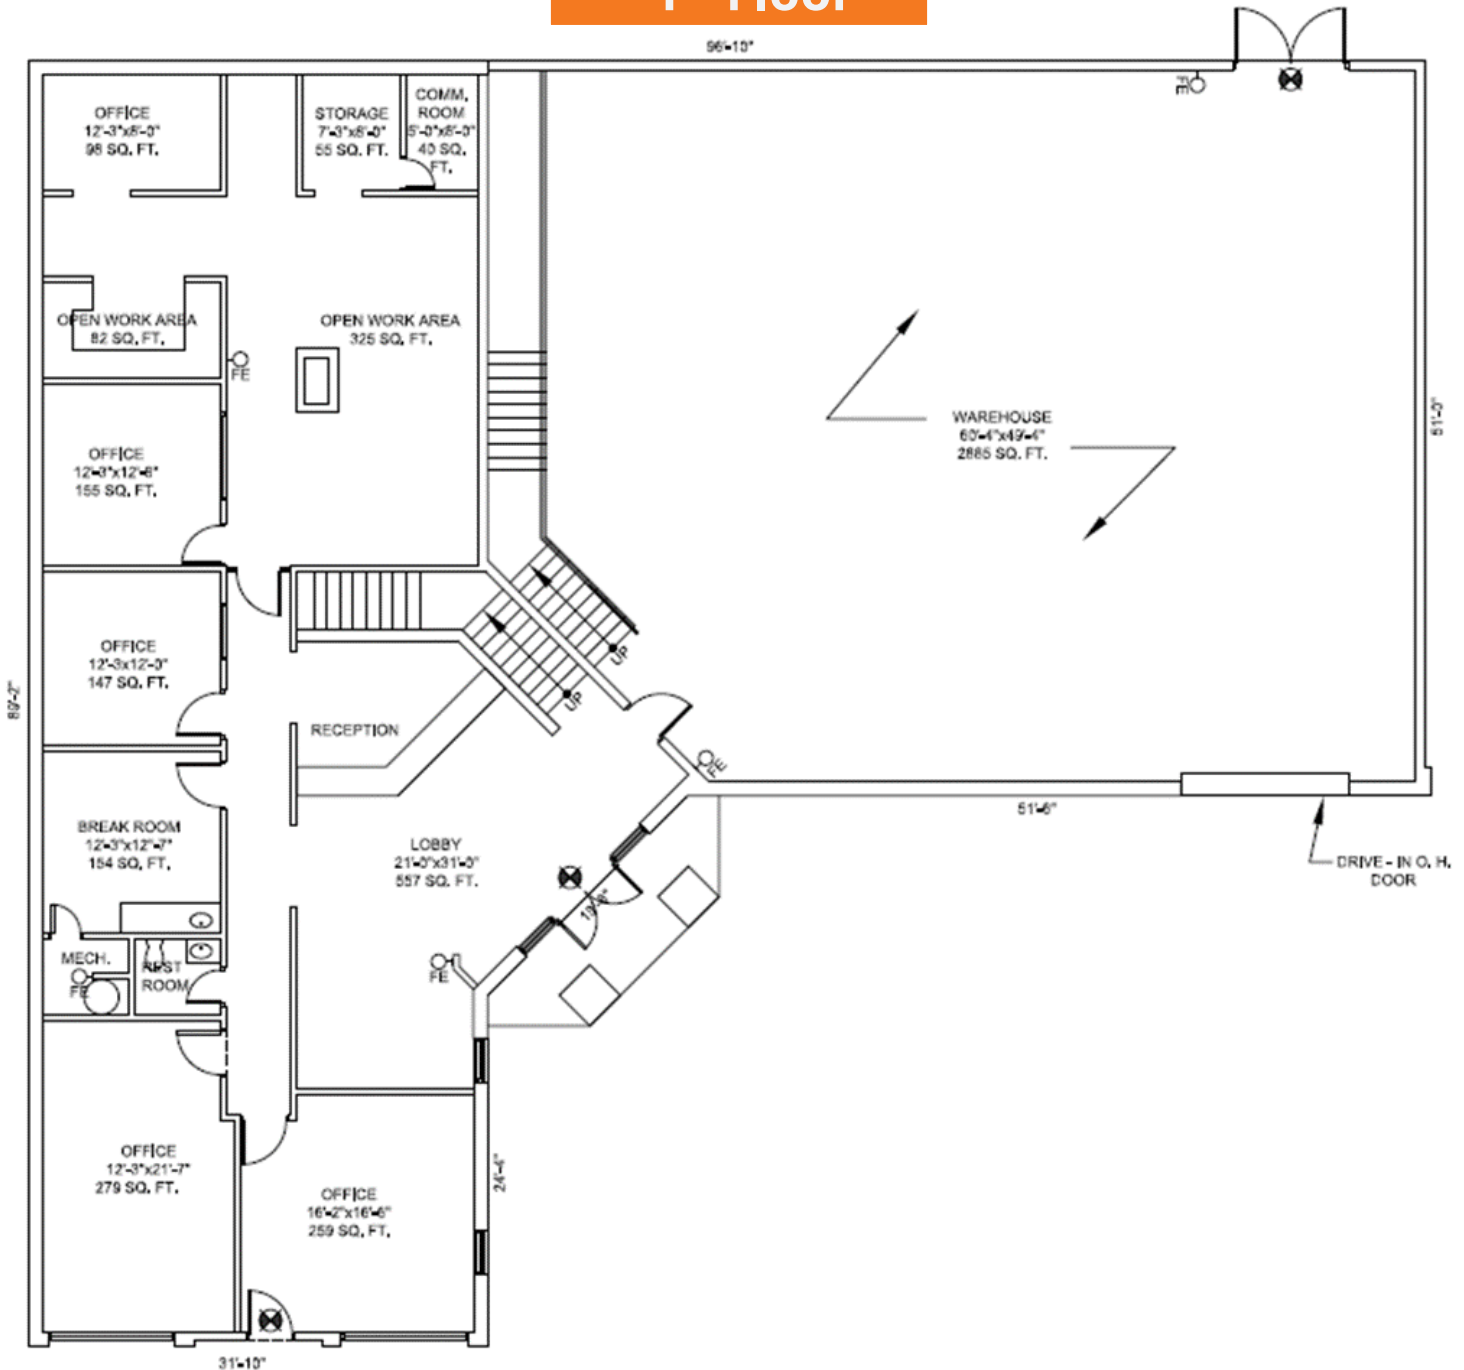 Floor
96'-10"
OFFICE
12'-3"x8'-0"
98 SQ. FT.
STORAGE
7'-3"x8'-0"
55 SQ. FT.
COMM.
ROOM
5'-0"x8'-0"
40 SQ.
FT.
FE
OPEN WORK AREA
82 SQ. FT.
OPEN WORK AREA
325 SQ. FT.
FE
WAREHOUSE
60'-4"x49'-4"
2885 SQ. FT.
51'-0"
OFFICE
12'-3"x12'-8"
155 SQ. FT.
OFFICE
12'-3x12'-0"
147 SQ. FT.
UP
UP
89'-2"
RECEPTION
FE
BREAK ROOM
12'-3"x12"-7"
154 SQ. FT.
LOBBY
21'-0"x31'-0"
557 SQ. FT.
51'-6"
DRIVE - IN O. H.
DOOR
MECH.
FE
REST
ROOM
FE
OFFICE
12'-3"x21'-7"
279 SQ. FT.
OFFICE
16'-2"x16'-6"
259 SQ. FT.
24'-4"
31'-10"